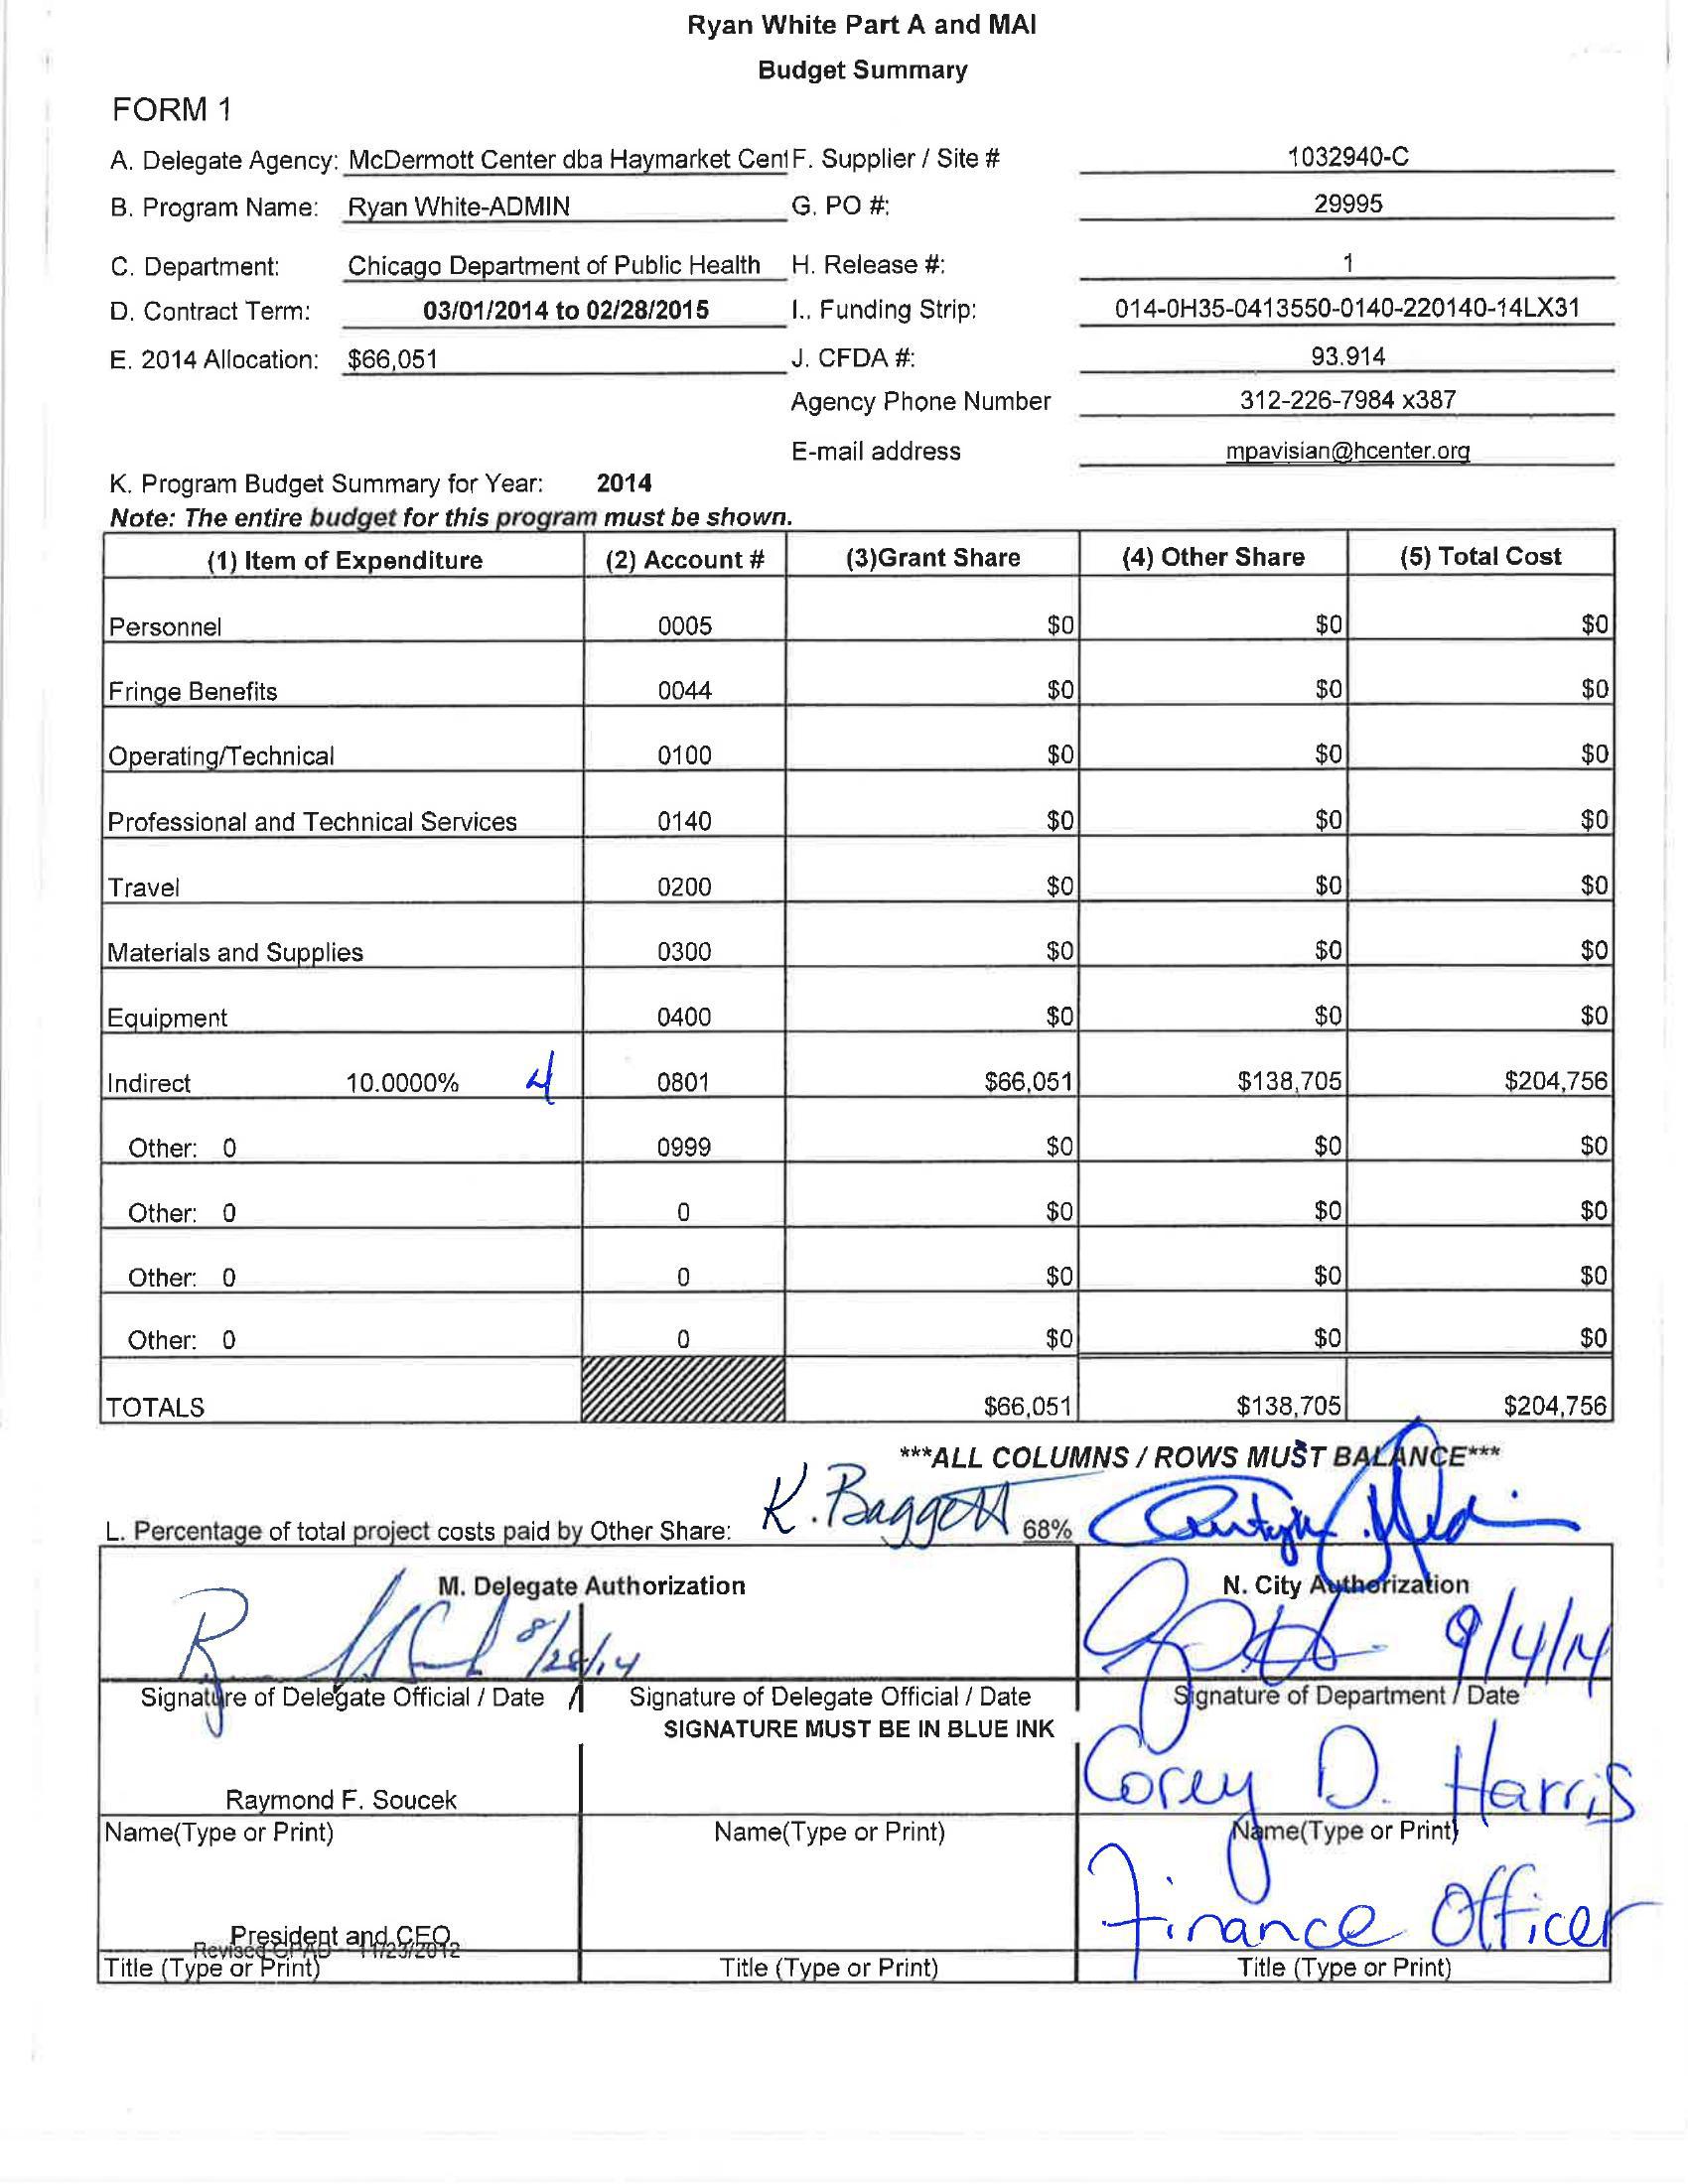 Ryan White Part A and MAI
Budget Summary
FORM 1
A. Delegate Agency: McDermott Center dba Haymarket Cent F. Supplier / Site # 1032940-C
B. Program Name: Ryan White-ADMIN G. PO #: 29995
C. Department: Chicago Department of Public Health H. Release #: 1
D. Contract Term: 03/01/2014 to 02/28/2015 I.. Funding Strip: 014-0H35-0413550-0140-220140-14LX31
E. 2014 Allocation: $66,051 J. CFDA #: 93.914
Agency Phone Number 312-226-7984 x387
E-mail address mpavisian@hcenter.org
K. Program Budget Summary for Year: 2014
Note: The entire budget for this program must be shown.
(1) Item of Expenditure (2) Account # (3)Grant Share (4) Other Share (5) Total Cost
Personnel 0005 $0 $0 $0
Fringe Benefits 0044 $0 $0 $0
Operating/Technical 0100 $0 $0 $0
Professional and Technical Services 0140 $0 $0 $0
Travel 0200 $0 $0 $0
Materials and Supplies 0300 $0 $0 $0
Equipment 0400 $0 $0 $0
Indirect 10.0000% 4 0801 $66,051 $138,705 $204,756
Other: 0 0999 $0 $0 $0
Other: 0 0 $0 $0 $0
Other: 0 0 $0 $0 $0
Other: 0 0 $0 $0 $0
TOTALS $66,051 $138,705 $204,756
***ALL COLUMNS / ROWS MUST BALANCE***
L. Percentage of total project costs paid by Other Share: K. Baggett 68%
M. Delegate Authorization N. City Authorization
8/28/14 9/4/14
Signature of Delegate Official / Date Signature of Delegate Official / Date Signature of Department / Date
SIGNATURE MUST BE IN BLUE INK
Raymond F. Soucek Corey D. Harris
Name(Type or Print) Name(Type or Print) Name(Type or Print)
President and CEO Finance Officer
Revised CPAD 11/23/2012
Title (Type or Print) Title (Type or Print) Title (Type or Print)